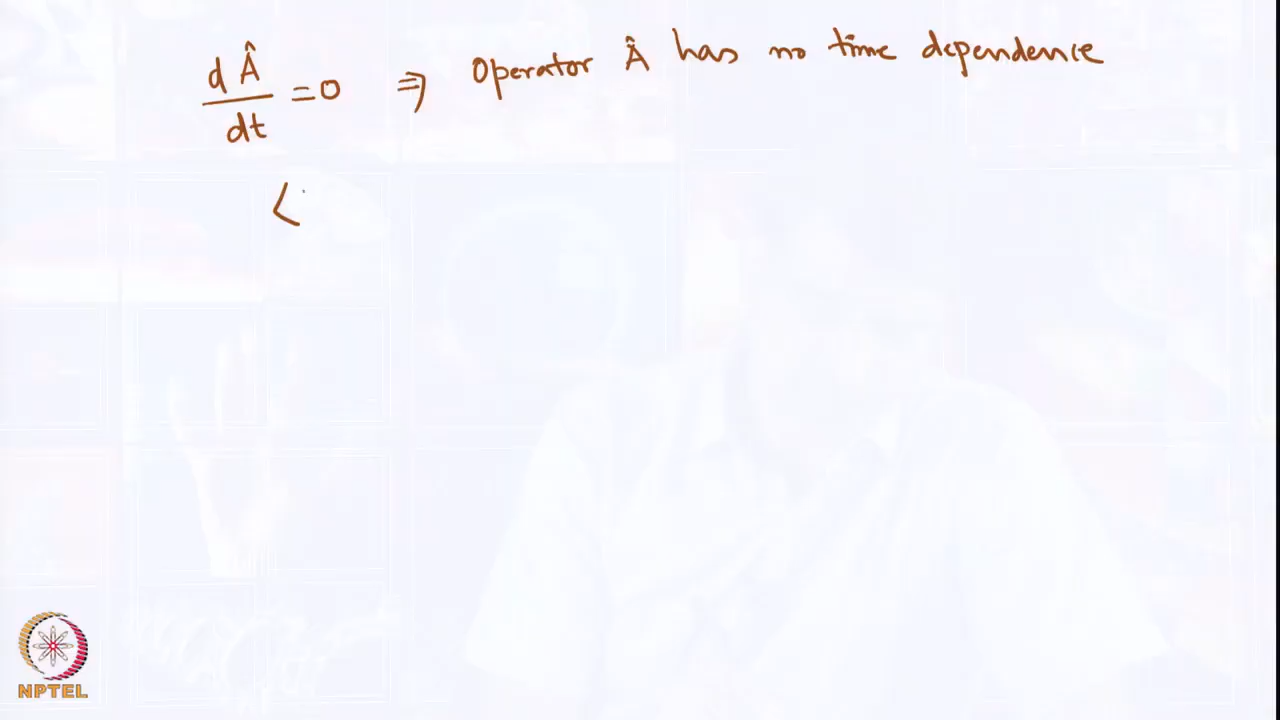 dÂ/dt = 0 ⇒ Operator Â has no time dependence
<
NPTEL